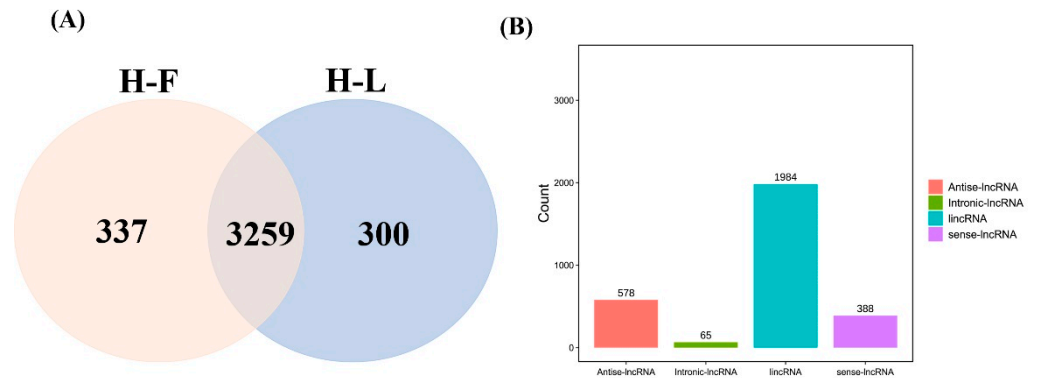 (A)
H-F
H-L
337
3259
300
(B)
Count
3000
2000
1000
0
578
65
1984
388
Antise-lncRNA
Intronic-lncRNA
lincRNA
sense-lncRNA
Antise-lncRNA
Intronic-lncRNA
lincRNA
sense-lncRNA